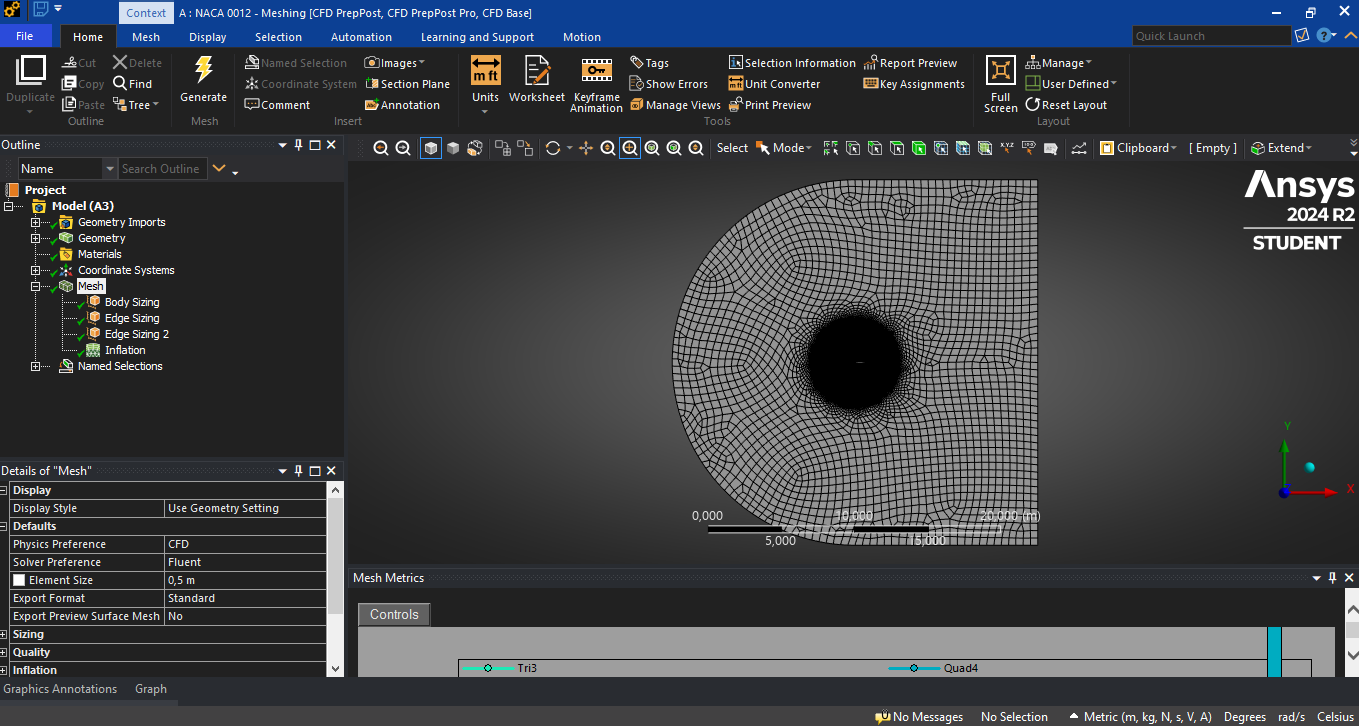 Context A : NACA 0012 - Meshing [CFD PrepPost, CFD PrepPost Pro, CFD Base]
File Home Mesh Display Selection Automation Learning and Support Motion Quick Launch
Duplicate Cut Delete Generate Named Selection Images Units Worksheet Keyframe Animation Tags Selection Information Report Preview Full Screen Manage
Copy Find Coordinate System Section Plane Show Errors Unit Converter Key Assignments User Defined
Paste Tree Comment Annotation Manage Views Print Preview Reset Layout
Outline Mesh Insert Tools Layout
Outline
Select Mode Clipboard [ Empty ] Extend
Name Search Outline
Project
Model (A3)
Geometry Imports
Geometry
Materials
Coordinate Systems
Mesh
Body Sizing
Edge Sizing
Edge Sizing 2
Inflation
Named Selections
Ansys
2024 R2
STUDENT
Y
X
0,000 10,000 20,000 (m)
5,000 15,000
Details of "Mesh"
Display
Display Style Use Geometry Setting
Defaults
Physics Preference CFD
Solver Preference Fluent
Element Size 0,5 m
Export Format Standard
Export Preview Surface Mesh No
Sizing
Quality
Inflation
Mesh Metrics
Controls
Tri3 Quad4
Graphics Annotations Graph
No Messages No Selection Metric (m, kg, N, s, V, A) Degrees rad/s Celsius